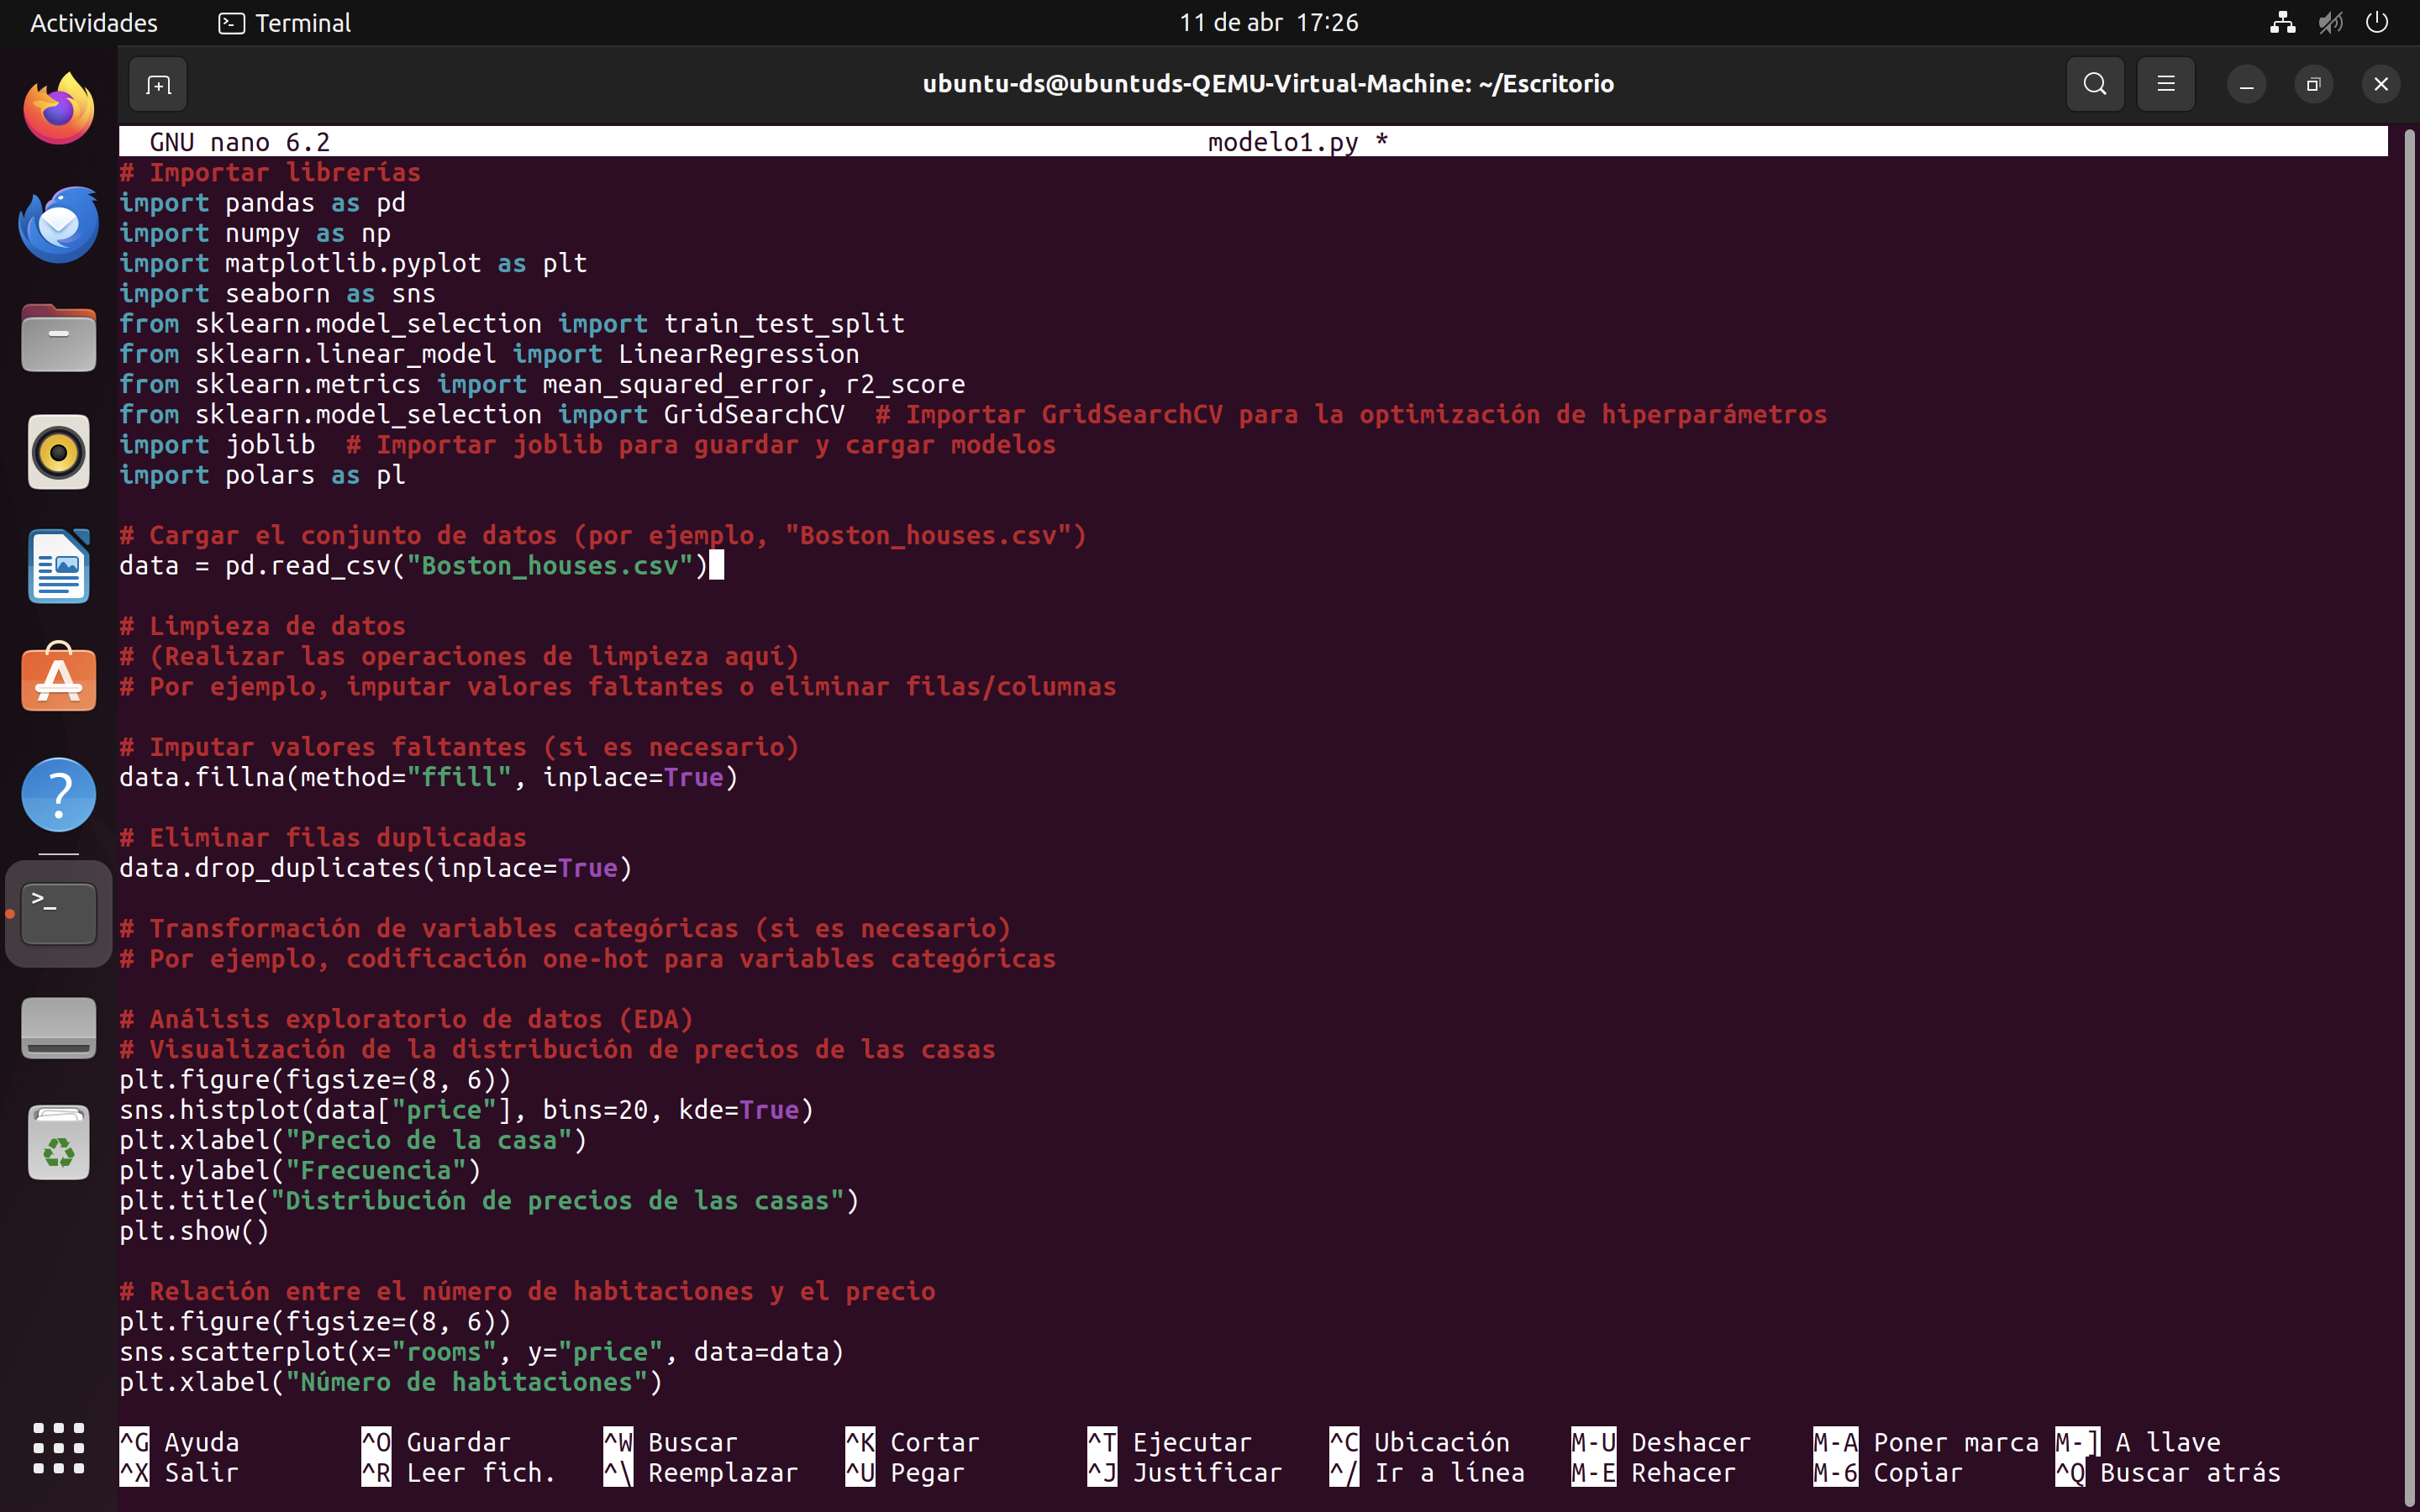 Actividades Terminal 11 de abr 17:26
ubuntu-ds@ubuntuds-QEMU-Virtual-Machine: ~/Escritorio
GNU nano 6.2 modelo1.py *
# Importar librerías
import pandas as pd
import numpy as np
import matplotlib.pyplot as plt
import seaborn as sns
from sklearn.model_selection import train_test_split
from sklearn.linear_model import LinearRegression
from sklearn.metrics import mean_squared_error, r2_score
from sklearn.model_selection import GridSearchCV  # Importar GridSearchCV para la optimización de hiperparámetros
import joblib  # Importar joblib para guardar y cargar modelos
import polars as pl
# Cargar el conjunto de datos (por ejemplo, "Boston_houses.csv")
data = pd.read_csv("Boston_houses.csv")
# Limpieza de datos
# (Realizar las operaciones de limpieza aquí)
# Por ejemplo, imputar valores faltantes o eliminar filas/columnas
# Imputar valores faltantes (si es necesario)
data.fillna(method="ffill", inplace=True)
# Eliminar filas duplicadas
data.drop_duplicates(inplace=True)
# Transformación de variables categóricas (si es necesario)
# Por ejemplo, codificación one-hot para variables categóricas
# Análisis exploratorio de datos (EDA)
# Visualización de la distribución de precios de las casas
plt.figure(figsize=(8, 6))
sns.histplot(data["price"], bins=20, kde=True)
plt.xlabel("Precio de la casa")
plt.ylabel("Frecuencia")
plt.title("Distribución de precios de las casas")
plt.show()
# Relación entre el número de habitaciones y el precio
plt.figure(figsize=(8, 6))
sns.scatterplot(x="rooms", y="price", data=data)
plt.xlabel("Número de habitaciones")
^G Ayuda ^O Guardar ^W Buscar ^K Cortar ^T Ejecutar ^C Ubicación M-U Deshacer M-A Poner marca M-] A llave
^X Salir ^R Leer fich. ^\ Reemplazar ^U Pegar ^J Justificar ^/ Ir a línea M-E Rehacer M-6 Copiar ^Q Buscar atrás